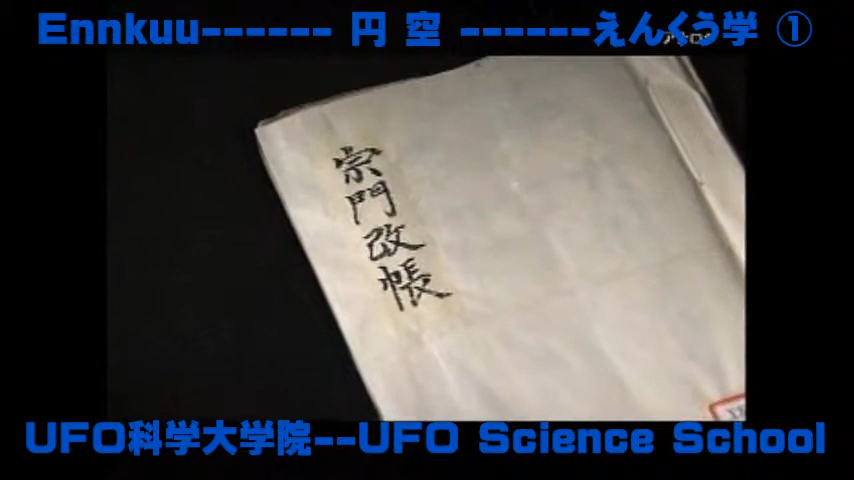 Ennkuu------ 円 空 ------えんくう学 ①
宗門改帳
UFO科学大学院--UFO Science School